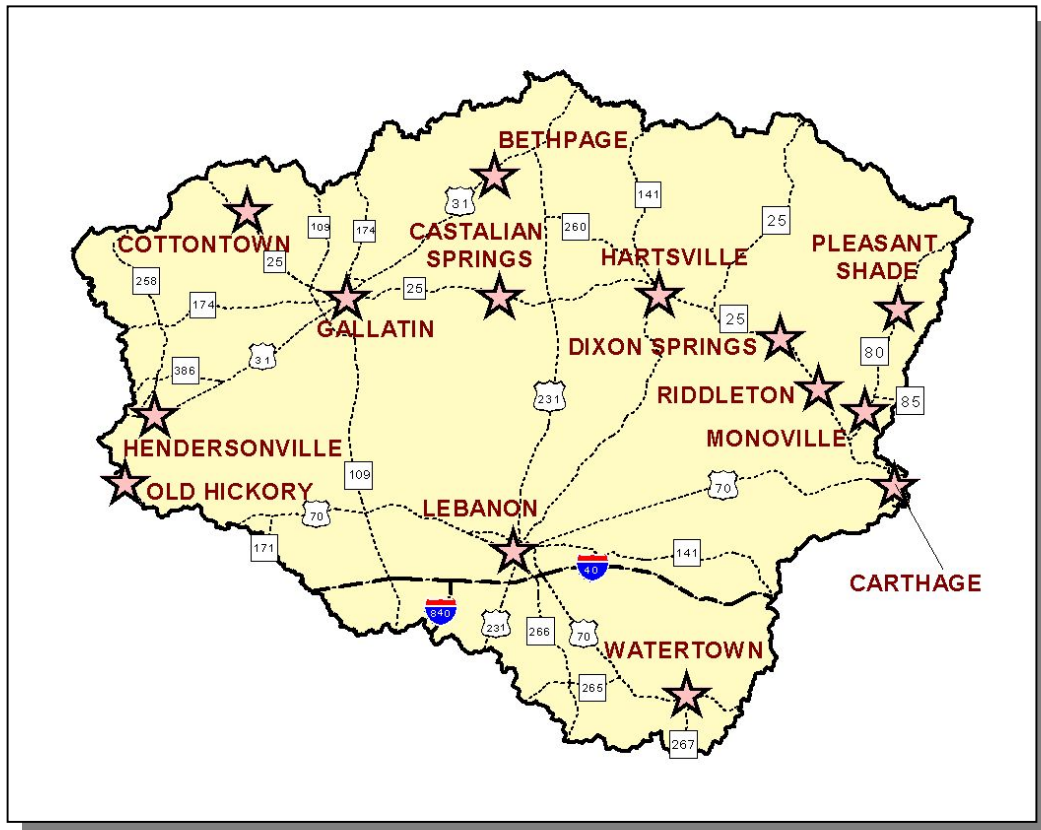 BETHPAGE
141
31
109
174
260
25
CASTALIAN
SPRINGS
COTTONTOWN
HARTSVILLE
PLEASANT
SHADE
25
258
25
174
GALLATIN
25
DIXON SPRINGS
31
80
386
RIDDLETON
231
85
MONOVILLE
HENDERSONVILLE
109
OLD HICKORY
70
LEBANON
70
171
141
40
CARTHAGE
840
231
266
70
WATERTOWN
265
267